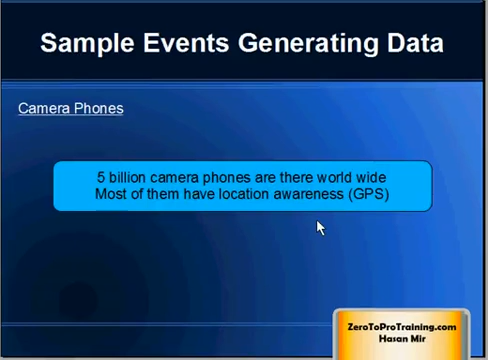 Sample Events Generating Data
Camera Phones
5 billion camera phones are there world wide
Most of them have location awareness (GPS)
ZeroToProTraining.com
Hasan Mir